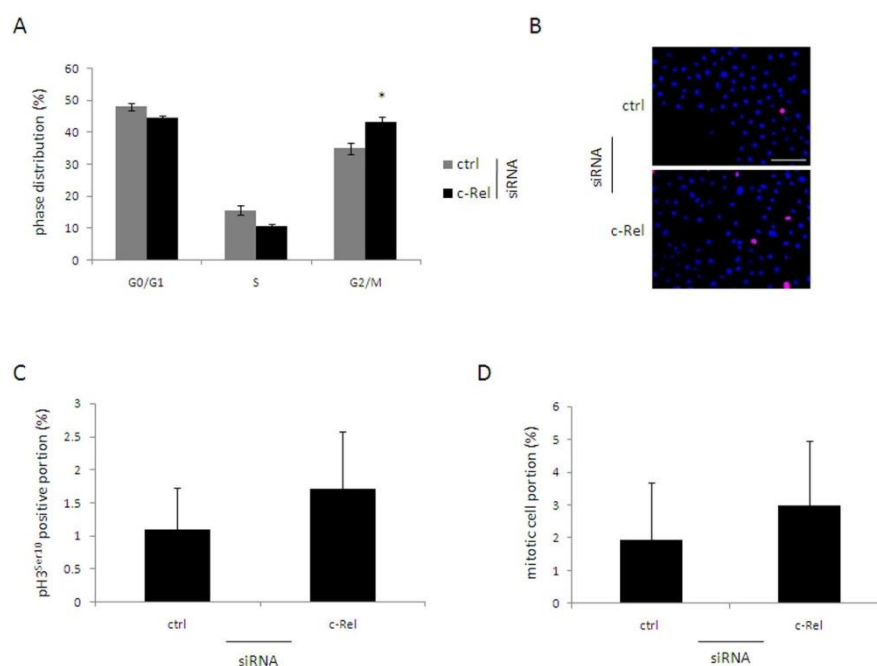 A
60
50
40
30
20
10
0
phase distribution (%)
*
G0/G1 S G2/M
ctrl
c-Rel
siRNA
B
ctrl
c-Rel
siRNA
C
3
2.5
2
1.5
1
0.5
0
pH3Ser10 positive portion (%)
ctrl c-Rel
siRNA
D
6
5
4
3
2
1
0
mitotic cell portion (%)
ctrl c-Rel
siRNA